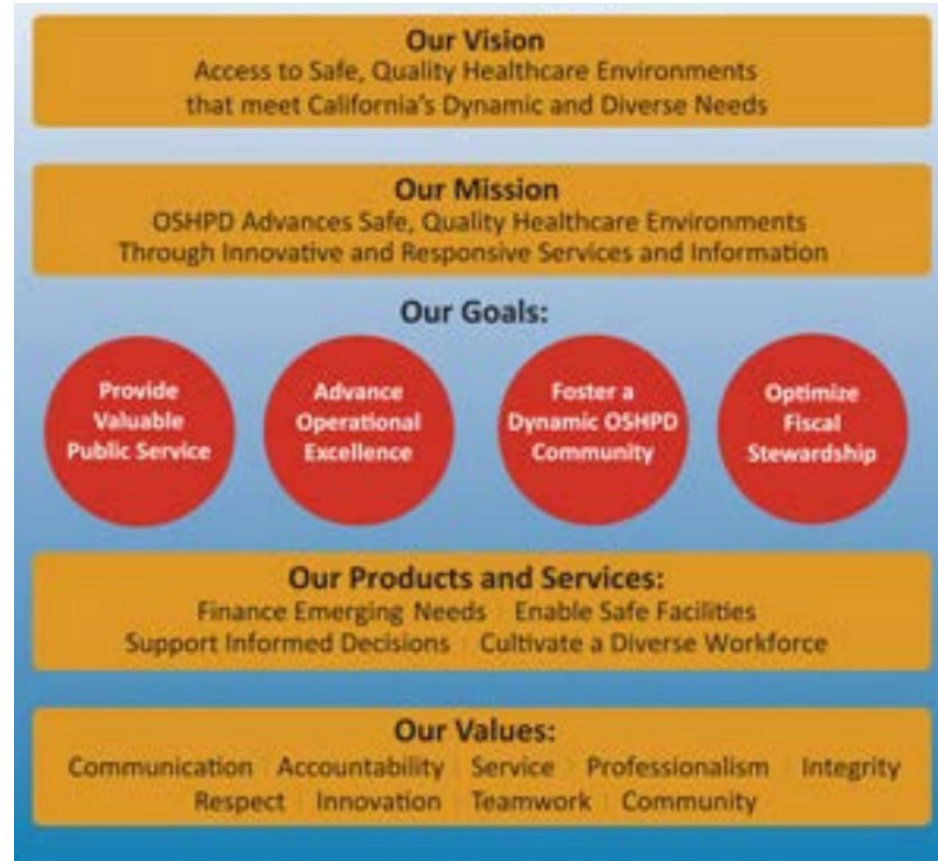 Our Vision
Access to Safe, Quality Healthcare Environments
that meet California's Dynamic and Diverse Needs
Our Mission
OSHPD Advances Safe, Quality Healthcare Environments
Through Innovative and Responsive Services and Information
Our Goals:
Provide
Valuable
Public Service
Advance
Operational
Excellence
Foster a
Dynamic OSHPD
Community
Optimize
Fiscal
Stewardship
Our Products and Services:
Finance Emerging Needs | Enable Safe Facilities
Support Informed Decisions | Cultivate a Diverse Workforce
Our Values:
Communication | Accountability | Service | Professionalism | Integrity
Respect | Innovation | Teamwork | Community